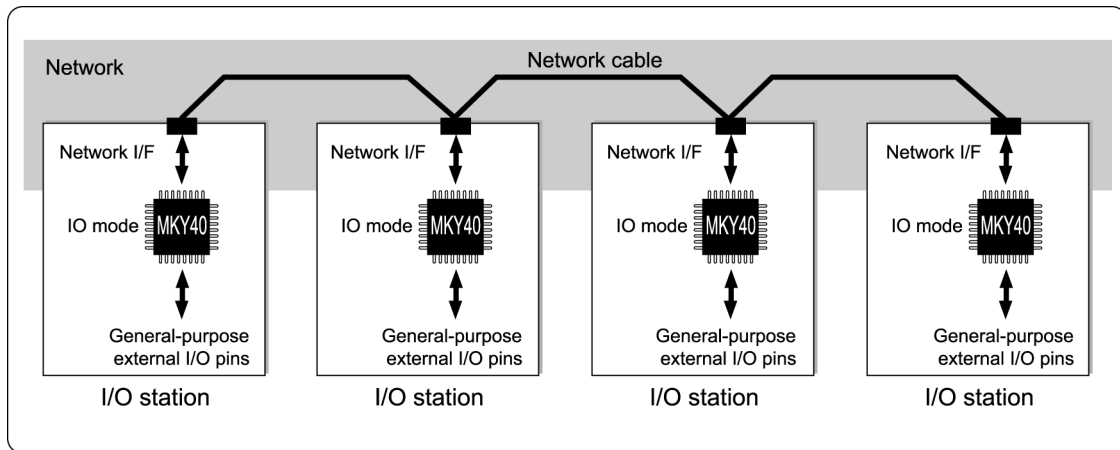 Network
Network cable
Network I/F
IO mode
MKY40
General-purpose
external I/O pins
I/O station
Network I/F
IO mode
MKY40
General-purpose
external I/O pins
I/O station
Network I/F
IO mode
MKY40
General-purpose
external I/O pins
I/O station
Network I/F
IO mode
MKY40
General-purpose
external I/O pins
I/O station